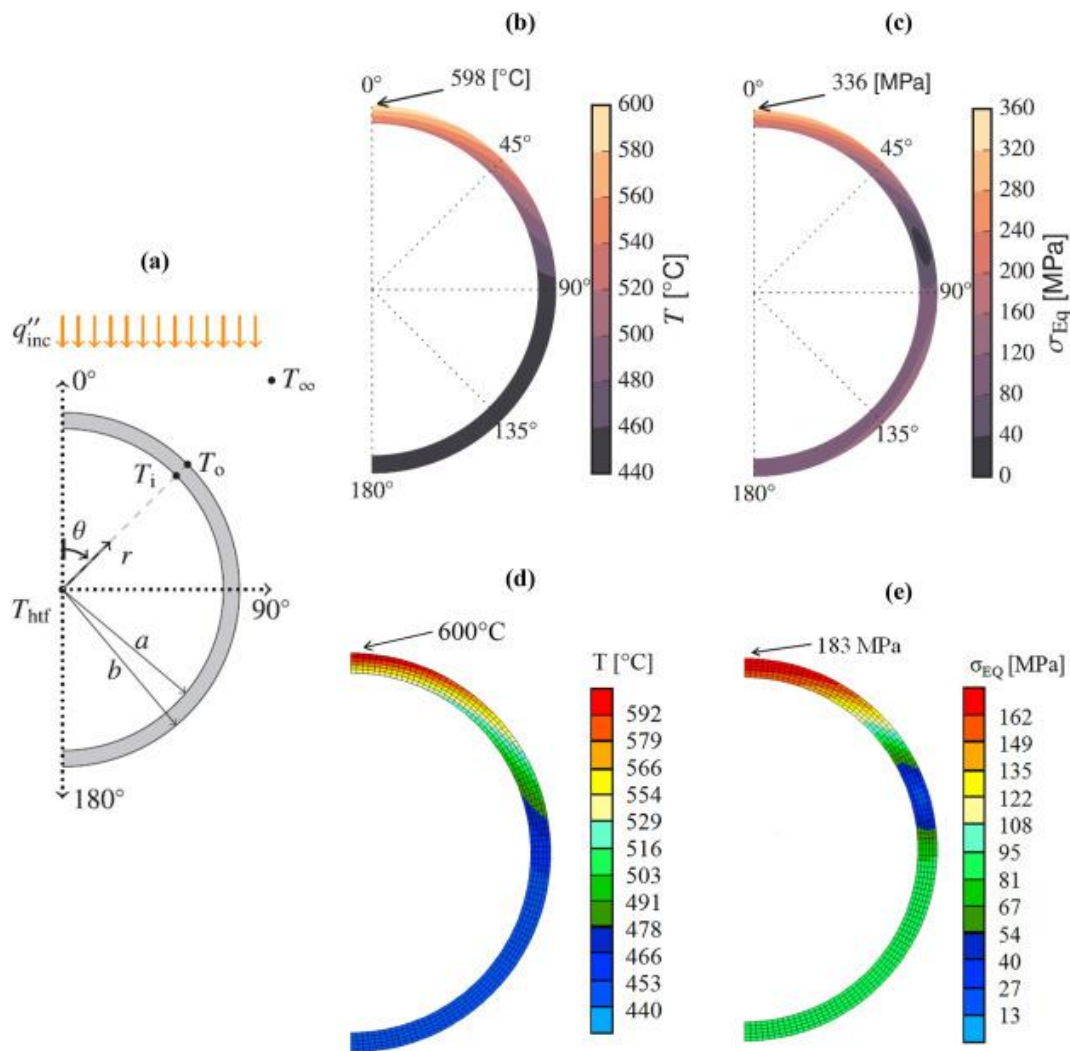 (a)
q″inc
0°
T∞
Ti
To
θ
r
Thtf
90°
a
b
180°
(b)
0°
598 [°C]
45°
90°
135°
180°
600
580
560
540
520
500
480
460
440
T [°C]
(c)
0°
336 [MPa]
45°
90°
135°
180°
360
320
280
240
200
160
120
80
40
0
σEq [MPa]
(d)
600°C
T [°C]
592
579
566
554
529
516
503
491
478
466
453
440
(e)
183 MPa
σEQ [MPa]
162
149
135
122
108
95
81
67
54
40
27
13